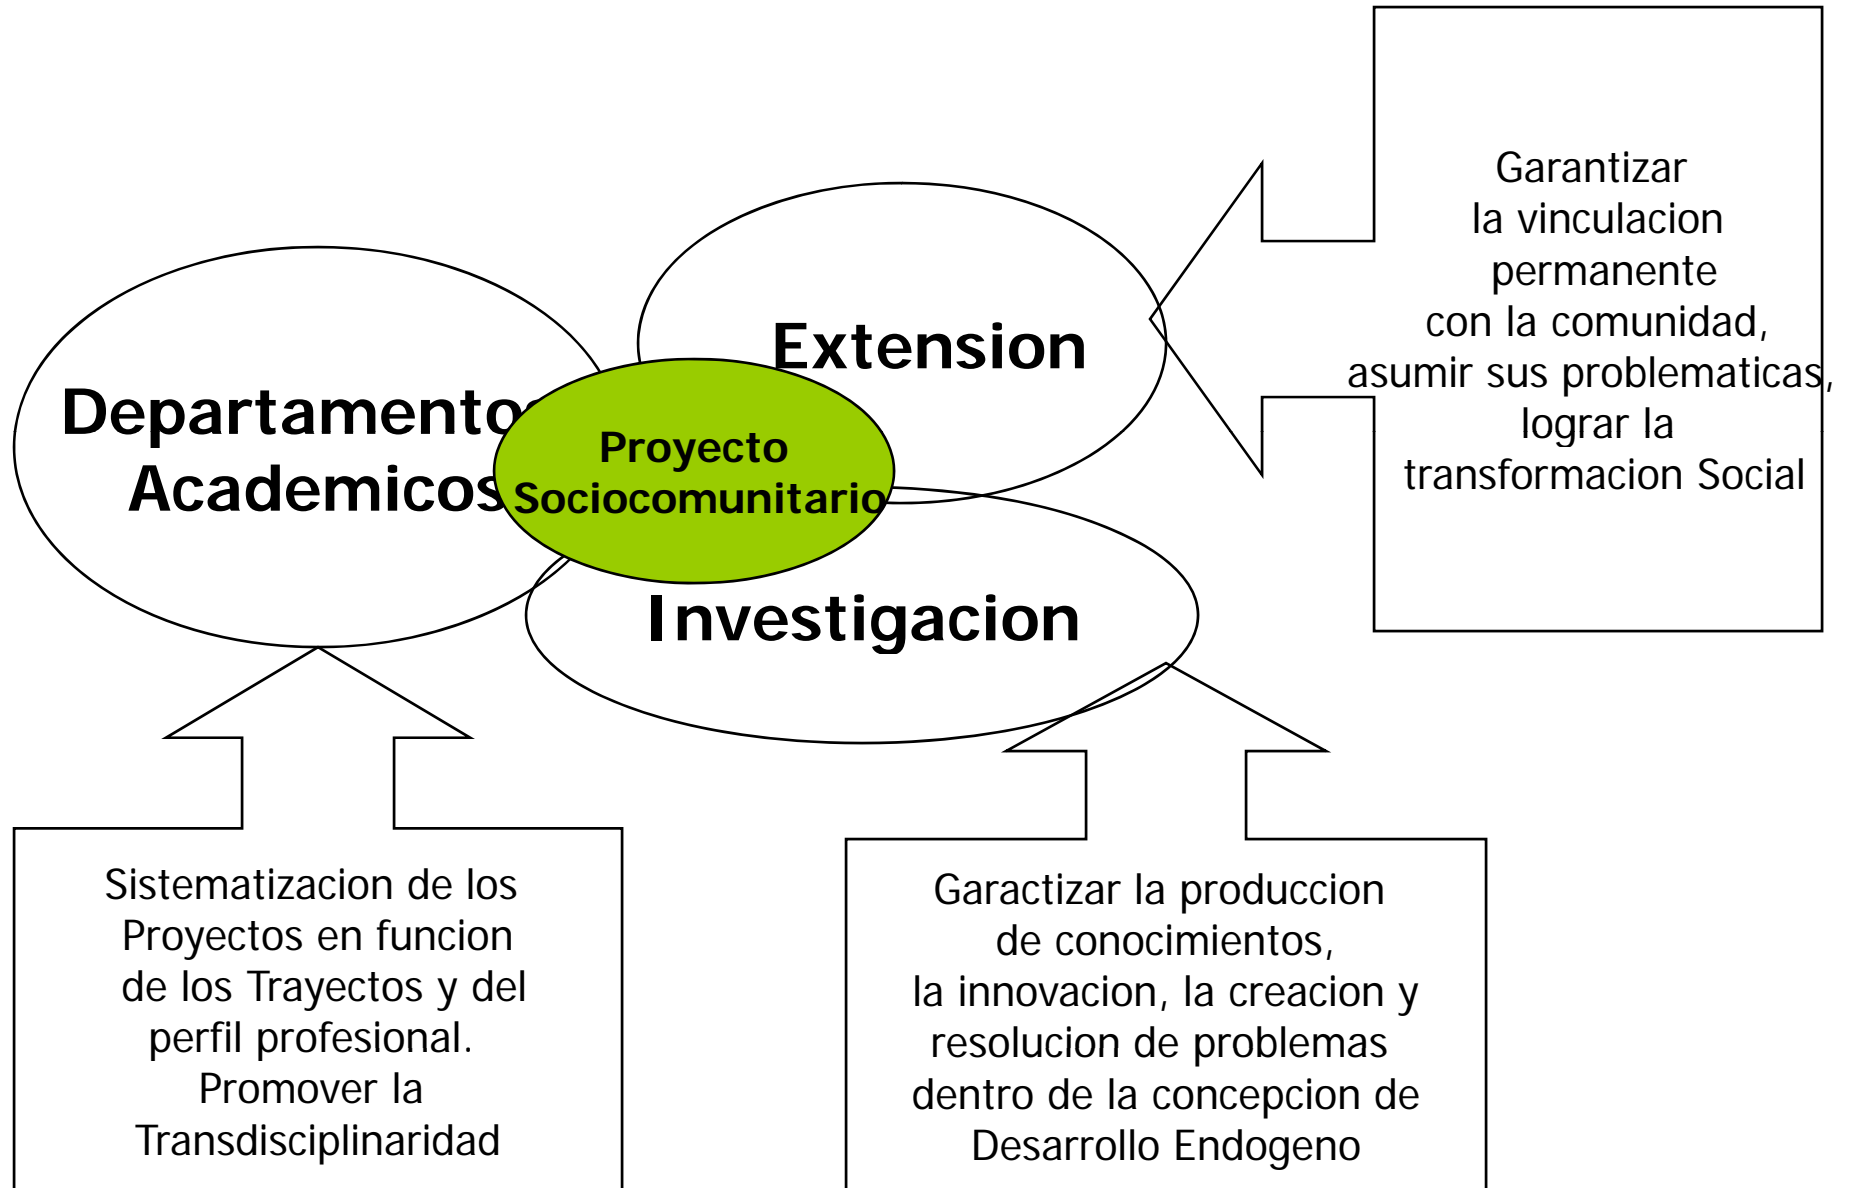 Garantizar
la vinculacion
permanente
con la comunidad,
asumir sus problematicas,
lograr la
transformacion Social
Extension
Departamentos
Academicos
Proyecto
Sociocomunitario
Investigacion
Sistematizacion de los
Proyectos en funcion
de los Trayectos y del
perfil profesional.
Promover la
Transdisciplinaridad
Garactizar la produccion
de conocimientos,
la innovacion, la creacion y
resolucion de problemas
dentro de la concepcion de
Desarrollo Endogeno